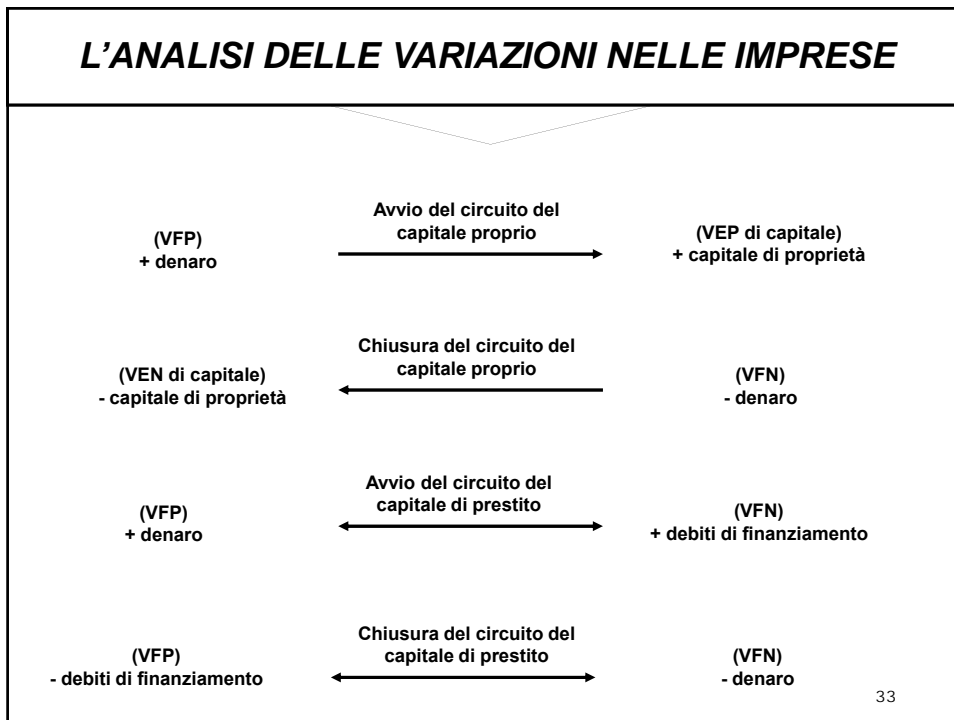 L'ANALISI DELLE VARIAZIONI NELLE IMPRESE
(VFP)
+ denaro
Avvio del circuito del
capitale proprio
(VEP di capitale)
+ capitale di proprietà
(VEN di capitale)
- capitale di proprietà
Chiusura del circuito del
capitale proprio
(VFN)
- denaro
(VFP)
+ denaro
Avvio del circuito del
capitale di prestito
(VFN)
+ debiti di finanziamento
(VFP)
- debiti di finanziamento
Chiusura del circuito del
capitale di prestito
(VFN)
- denaro
33